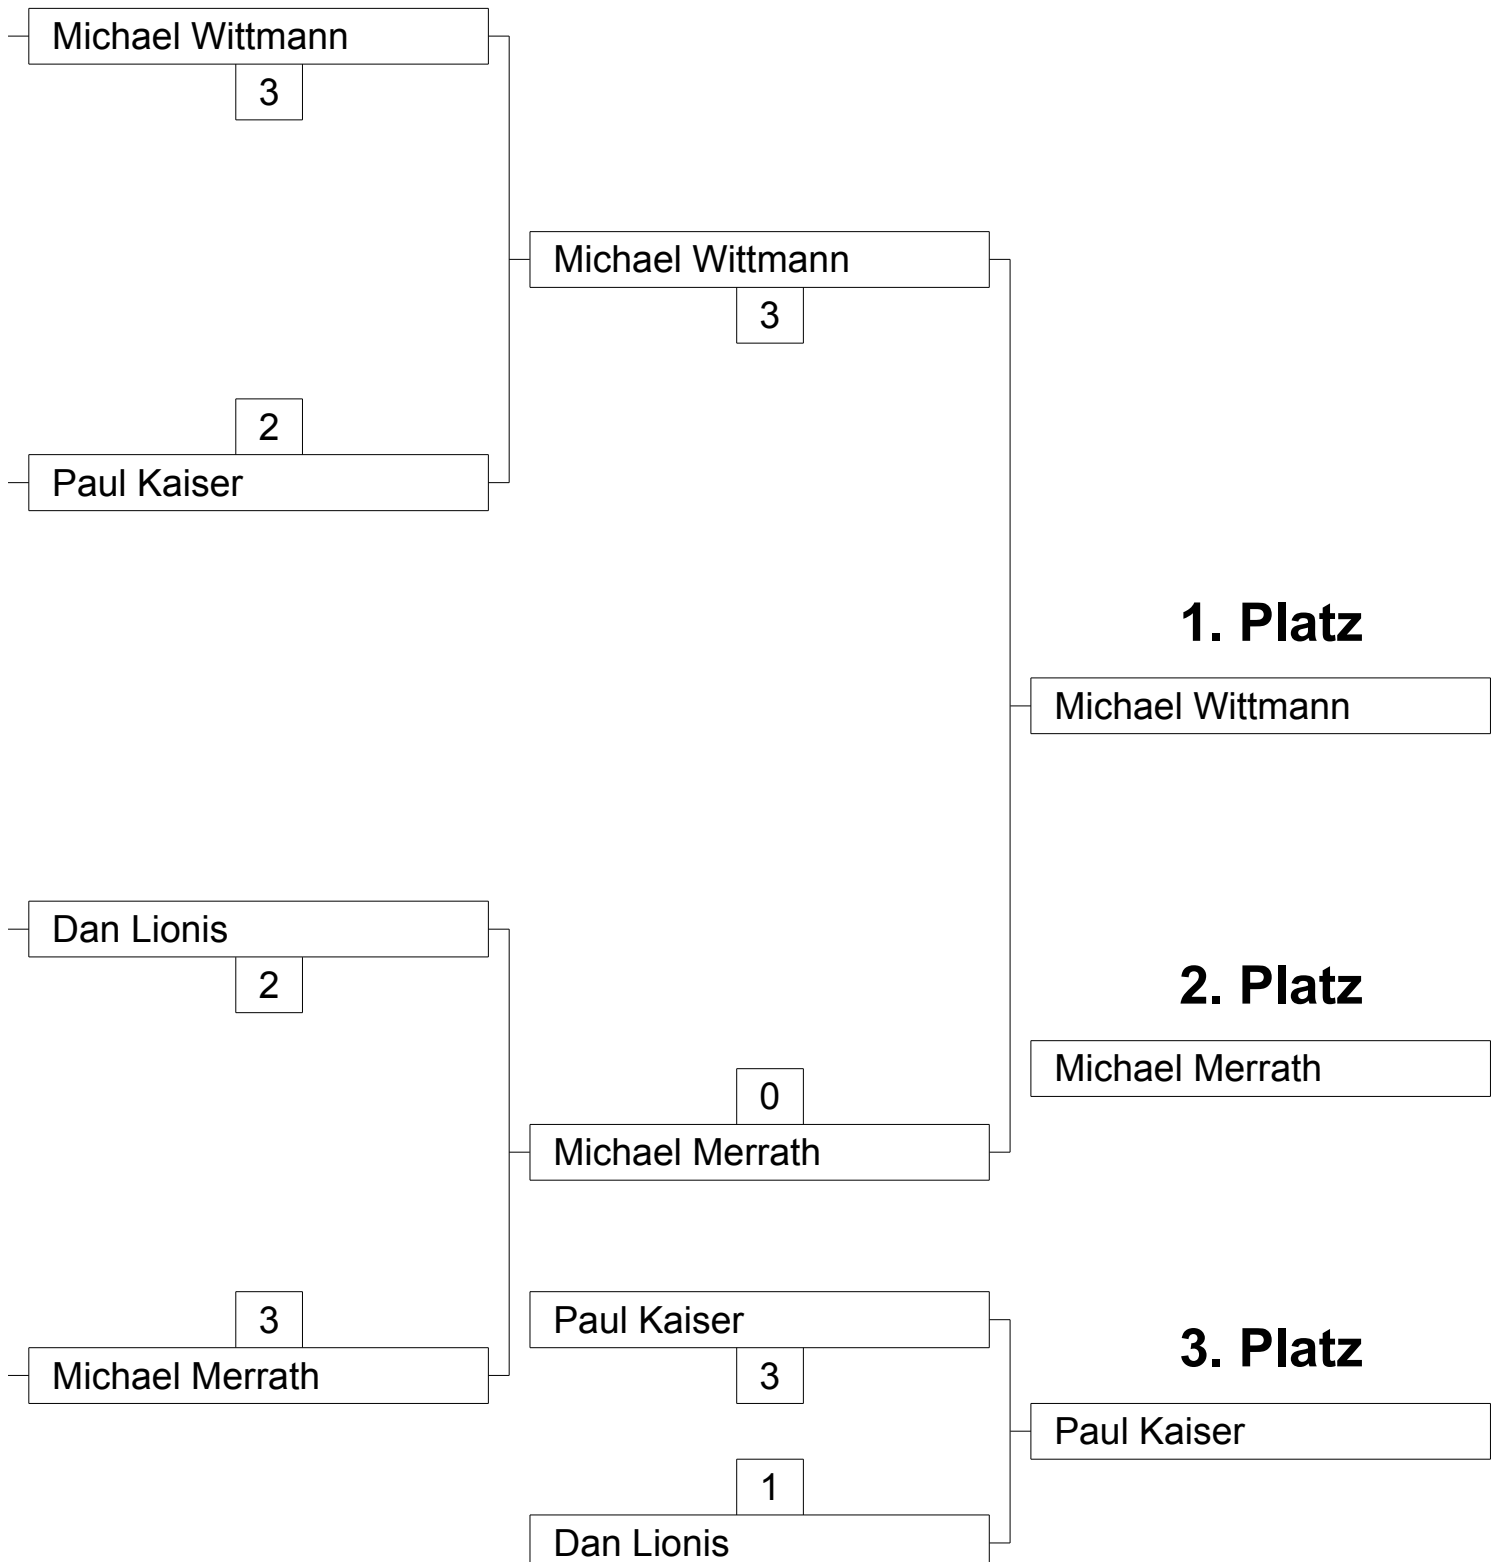 Michael Wittmann
3
Michael Wittmann
3
2
Paul Kaiser
1. Platz
Michael Wittmann
Dan Lionis
2
2. Platz
Michael Merrath
0
Michael Merrath
3
Michael Merrath
Paul Kaiser
3
3. Platz
Paul Kaiser
1
Dan Lionis